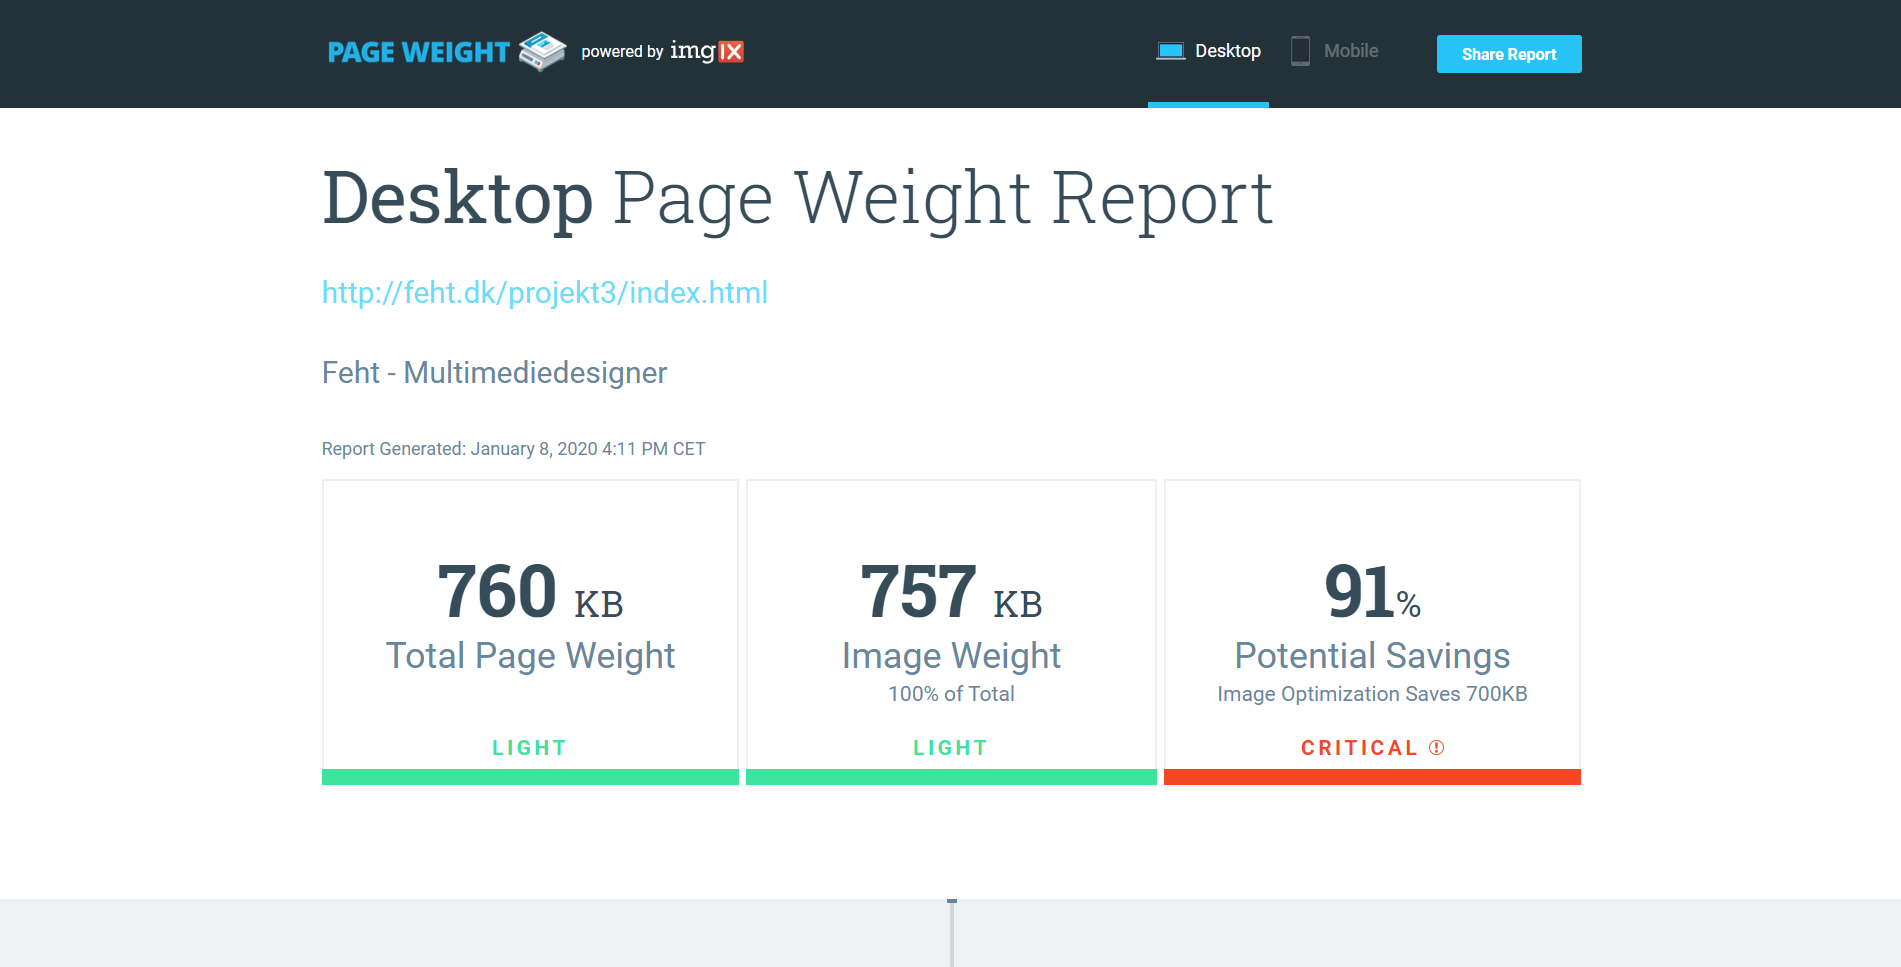 PAGE WEIGHT powered by imgIX
Desktop Mobile Share Report
Desktop Page Weight Report
http://feht.dk/projekt3/index.html
Feht - Multimediedesigner
Report Generated: January 8, 2020 4:11 PM CET
760 KB
Total Page Weight
LIGHT
757 KB
Image Weight
100% of Total
LIGHT
91%
Potential Savings
Image Optimization Saves 700KB
CRITICAL